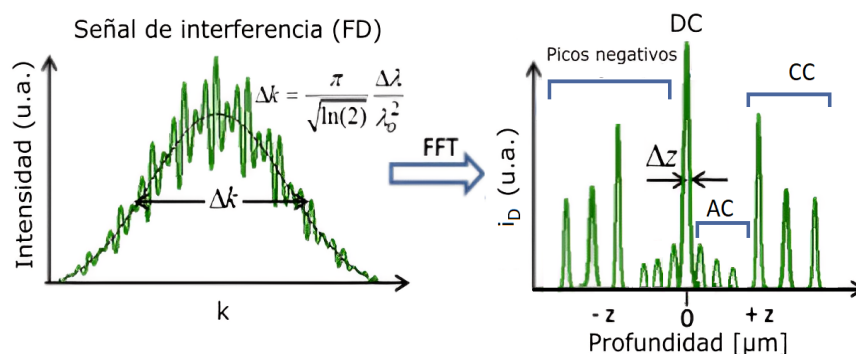 Señal de interferencia (FD)
Intensidad (u.a.)
Δk = π / √ln(2) Δλ / λ₀²
Δk
k
FFT
DC
Picos negativos
CC
Δz
AC
i_D (u.a.)
- z 0 + z
Profundidad [µm]